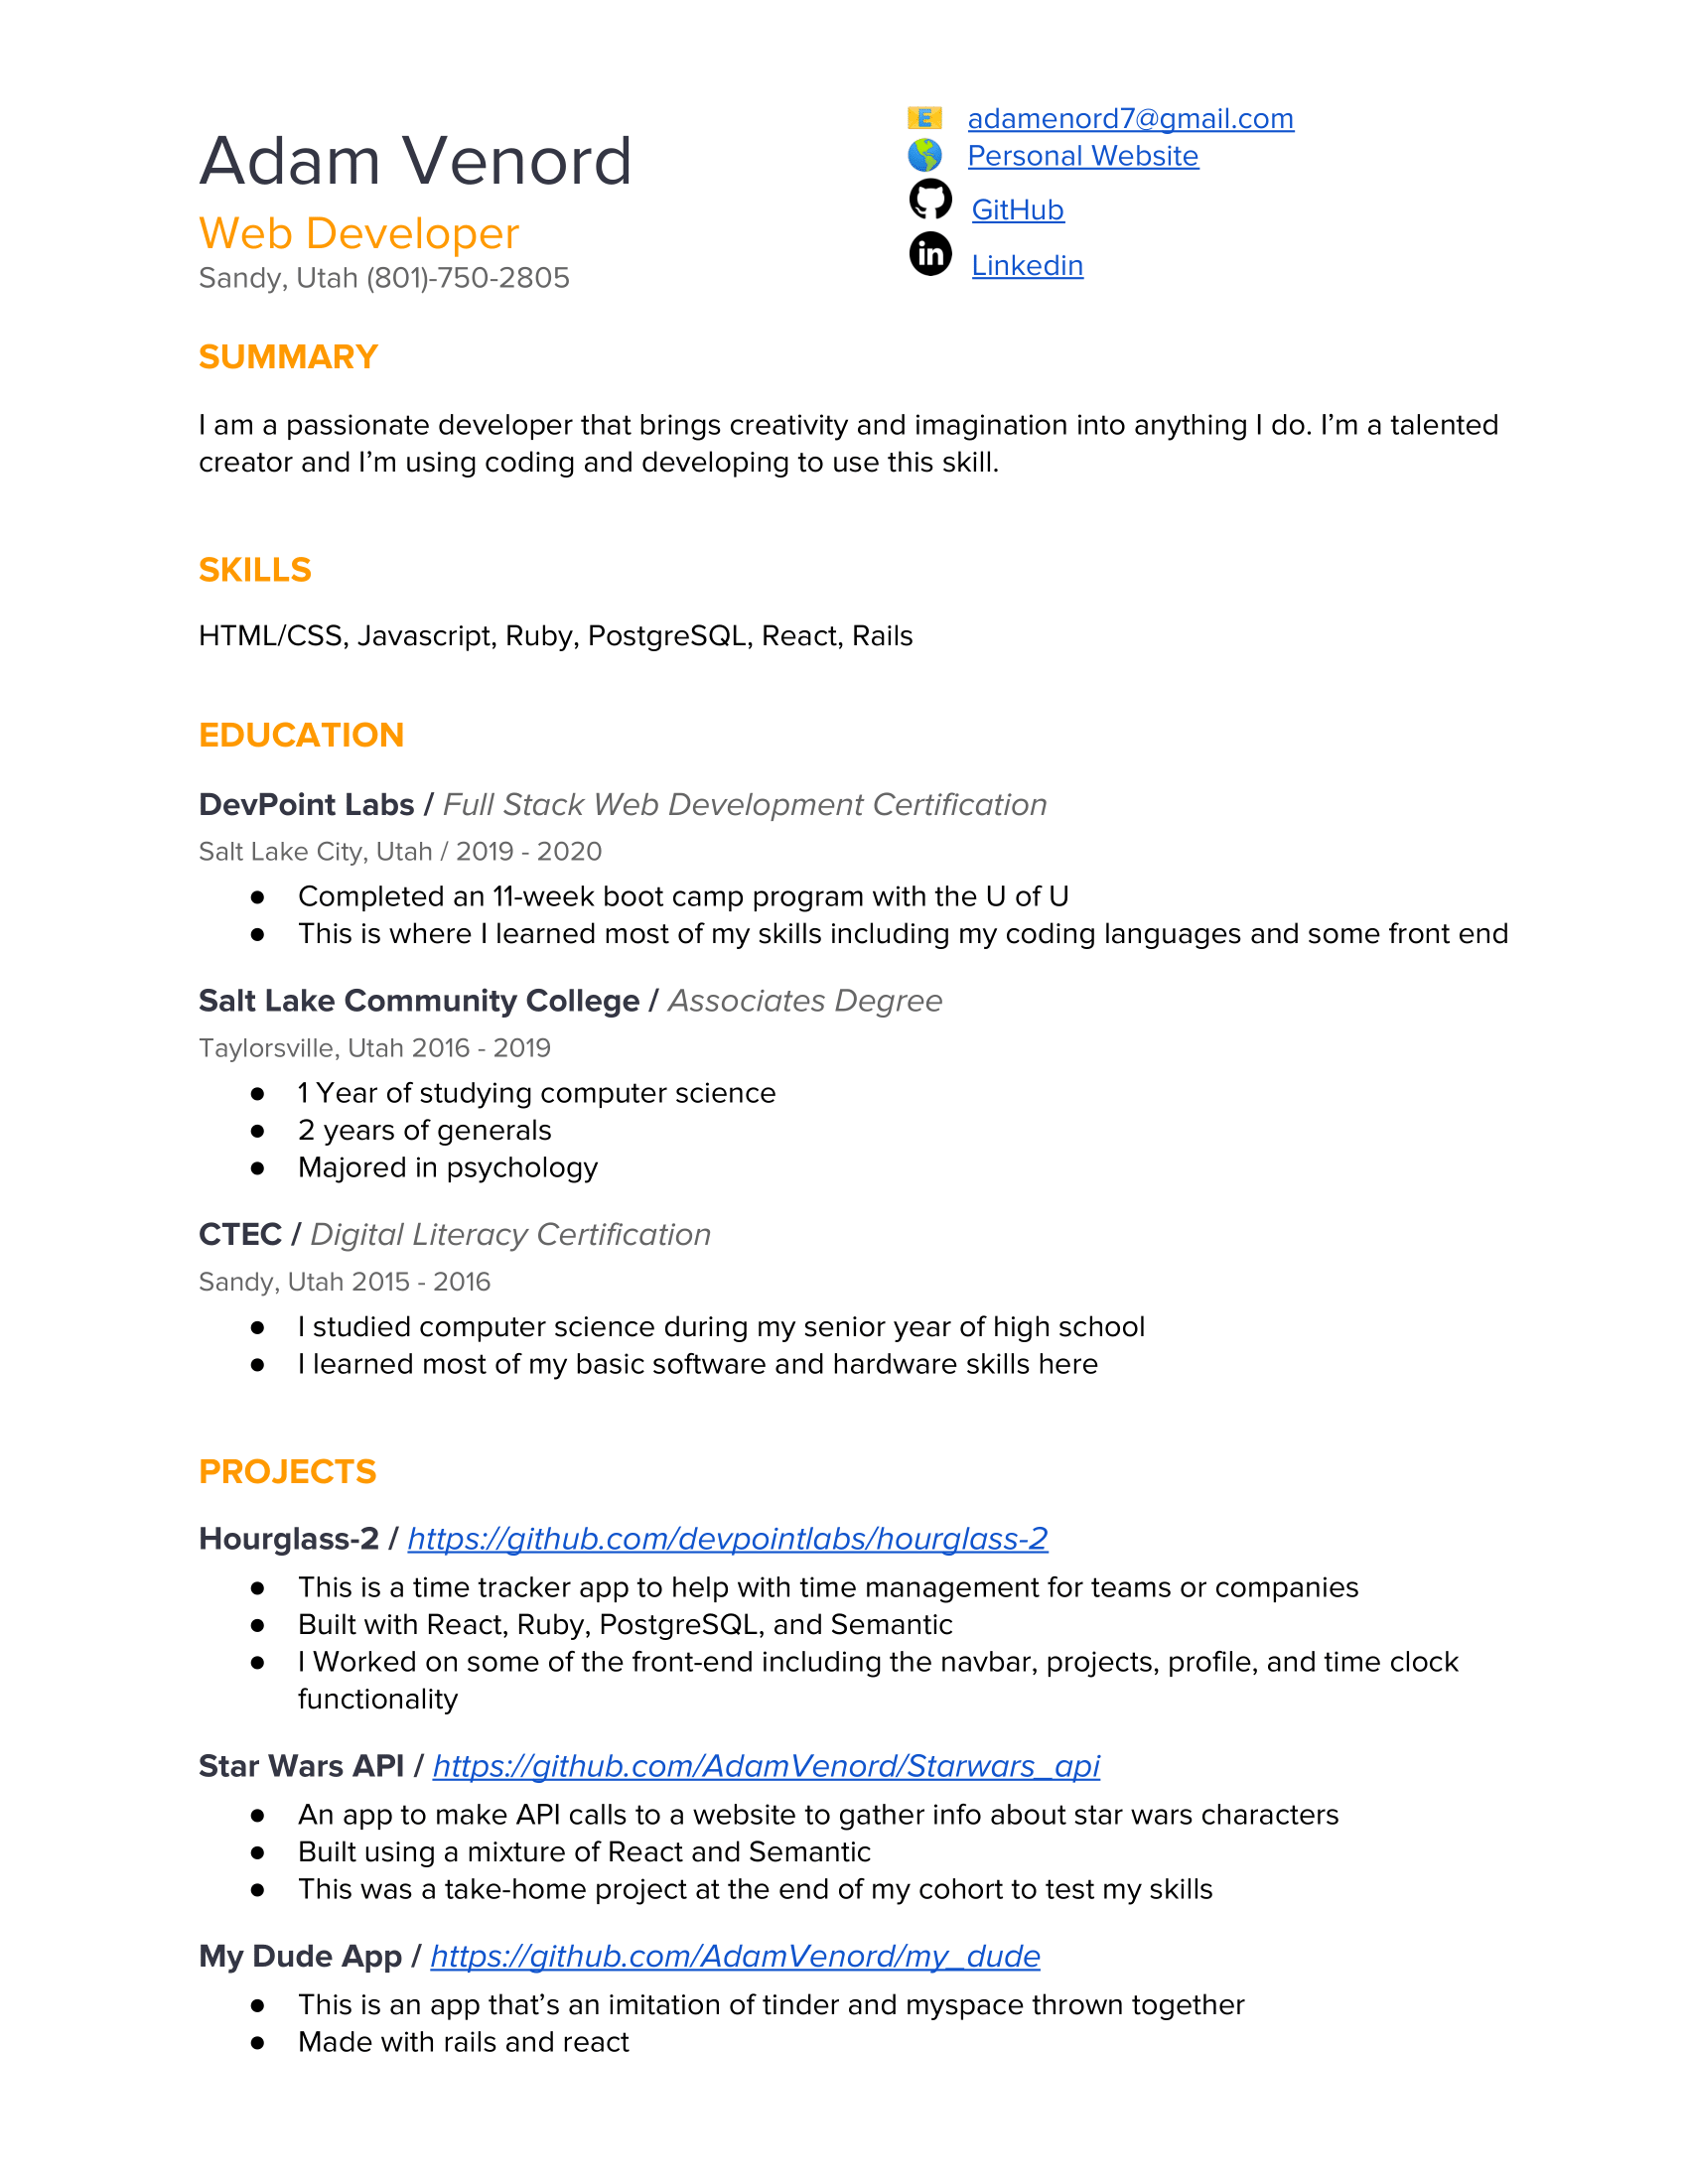 Adam Venord
Web Developer
Sandy, Utah (801)-750-2805
E adamenord7@gmail.com
Personal Website
GitHub
in Linkedin
SUMMARY
I am a passionate developer that brings creativity and imagination into anything I do. I’m a talented
creator and I’m using coding and developing to use this skill.
SKILLS
HTML/CSS, Javascript, Ruby, PostgreSQL, React, Rails
EDUCATION
DevPoint Labs / Full Stack Web Development Certification
Salt Lake City, Utah / 2019 - 2020
● Completed an 11-week boot camp program with the U of U
● This is where I learned most of my skills including my coding languages and some front end
Salt Lake Community College / Associates Degree
Taylorsville, Utah 2016 - 2019
● 1 Year of studying computer science
● 2 years of generals
● Majored in psychology
CTEC / Digital Literacy Certification
Sandy, Utah 2015 - 2016
● I studied computer science during my senior year of high school
● I learned most of my basic software and hardware skills here
PROJECTS
Hourglass-2 / https://github.com/devpointlabs/hourglass-2
● This is a time tracker app to help with time management for teams or companies
● Built with React, Ruby, PostgreSQL, and Semantic
● I Worked on some of the front-end including the navbar, projects, profile, and time clock
functionality
Star Wars API / https://github.com/AdamVenord/Starwars_api
● An app to make API calls to a website to gather info about star wars characters
● Built using a mixture of React and Semantic
● This was a take-home project at the end of my cohort to test my skills
My Dude App / https://github.com/AdamVenord/my_dude
● This is an app that’s an imitation of tinder and myspace thrown together
● Made with rails and react